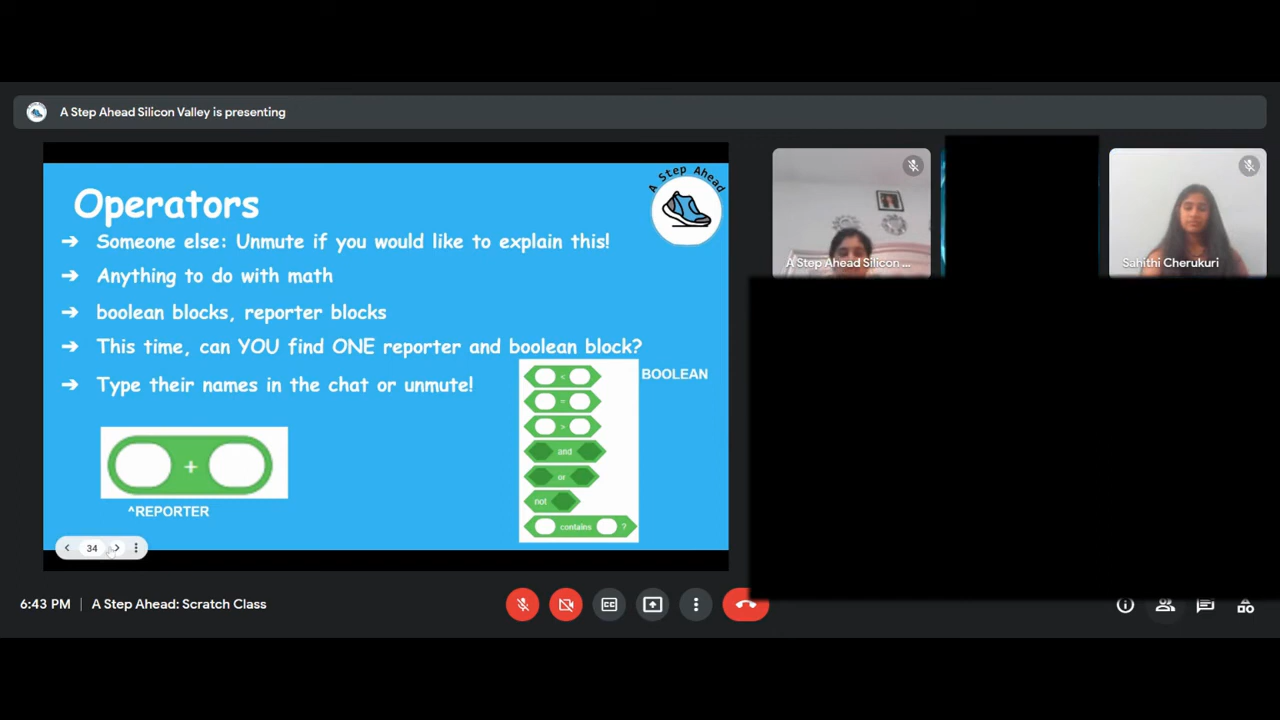 A Step Ahead Silicon Valley is presenting
A Step Ahead
Operators
➔ Someone else: Unmute if you would like to explain this!
➔ Anything to do with math
➔ boolean blocks, reporter blocks
➔ This time, can YOU find ONE reporter and boolean block?
➔ Type their names in the chat or unmute!
BOOLEAN
<
=
>
and
or
not
contains ?
+
^REPORTER
34
A Step Ahead Silicon ...
Sahithi Cherukuri
6:43 PM | A Step Ahead: Scratch Class